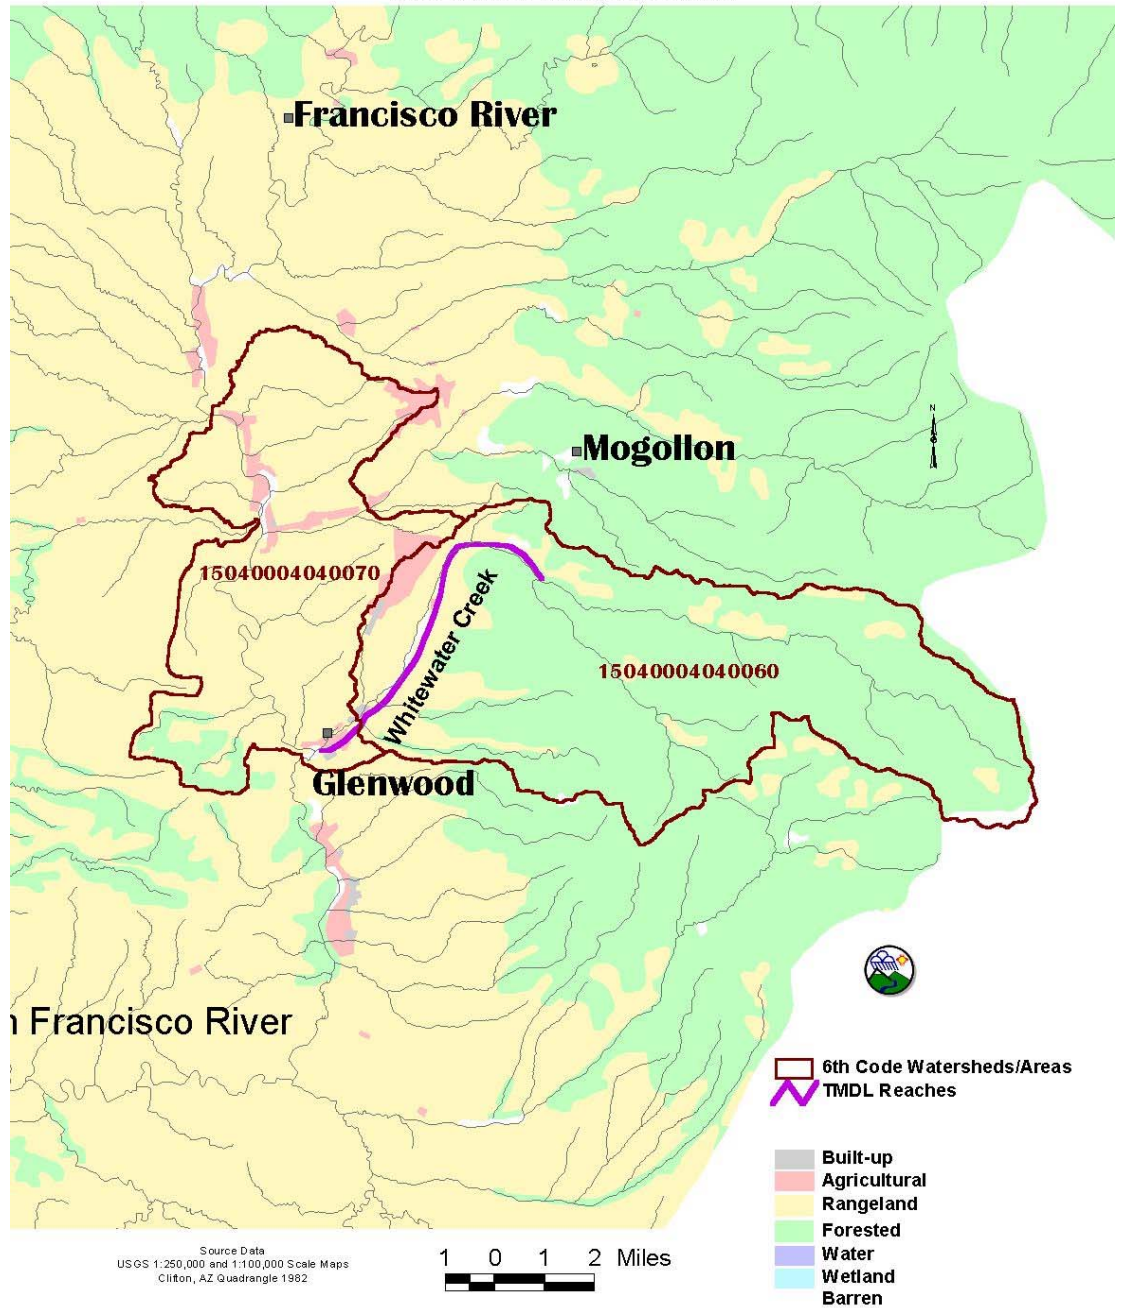 Francisco River
Mogollon
N
15040004040070
Whitewater Creek
15040004040060
Glenwood
n Francisco River
6th Code Watersheds/Areas
TMDL Reaches
Built-up
Agricultural
Rangeland
Forested
Water
Wetland
Barren
Source Data
USGS 1:250,000 and 1:100,000 Scale Maps
Clifton, AZ Quadrangle 1982
1 0 1 2 Miles